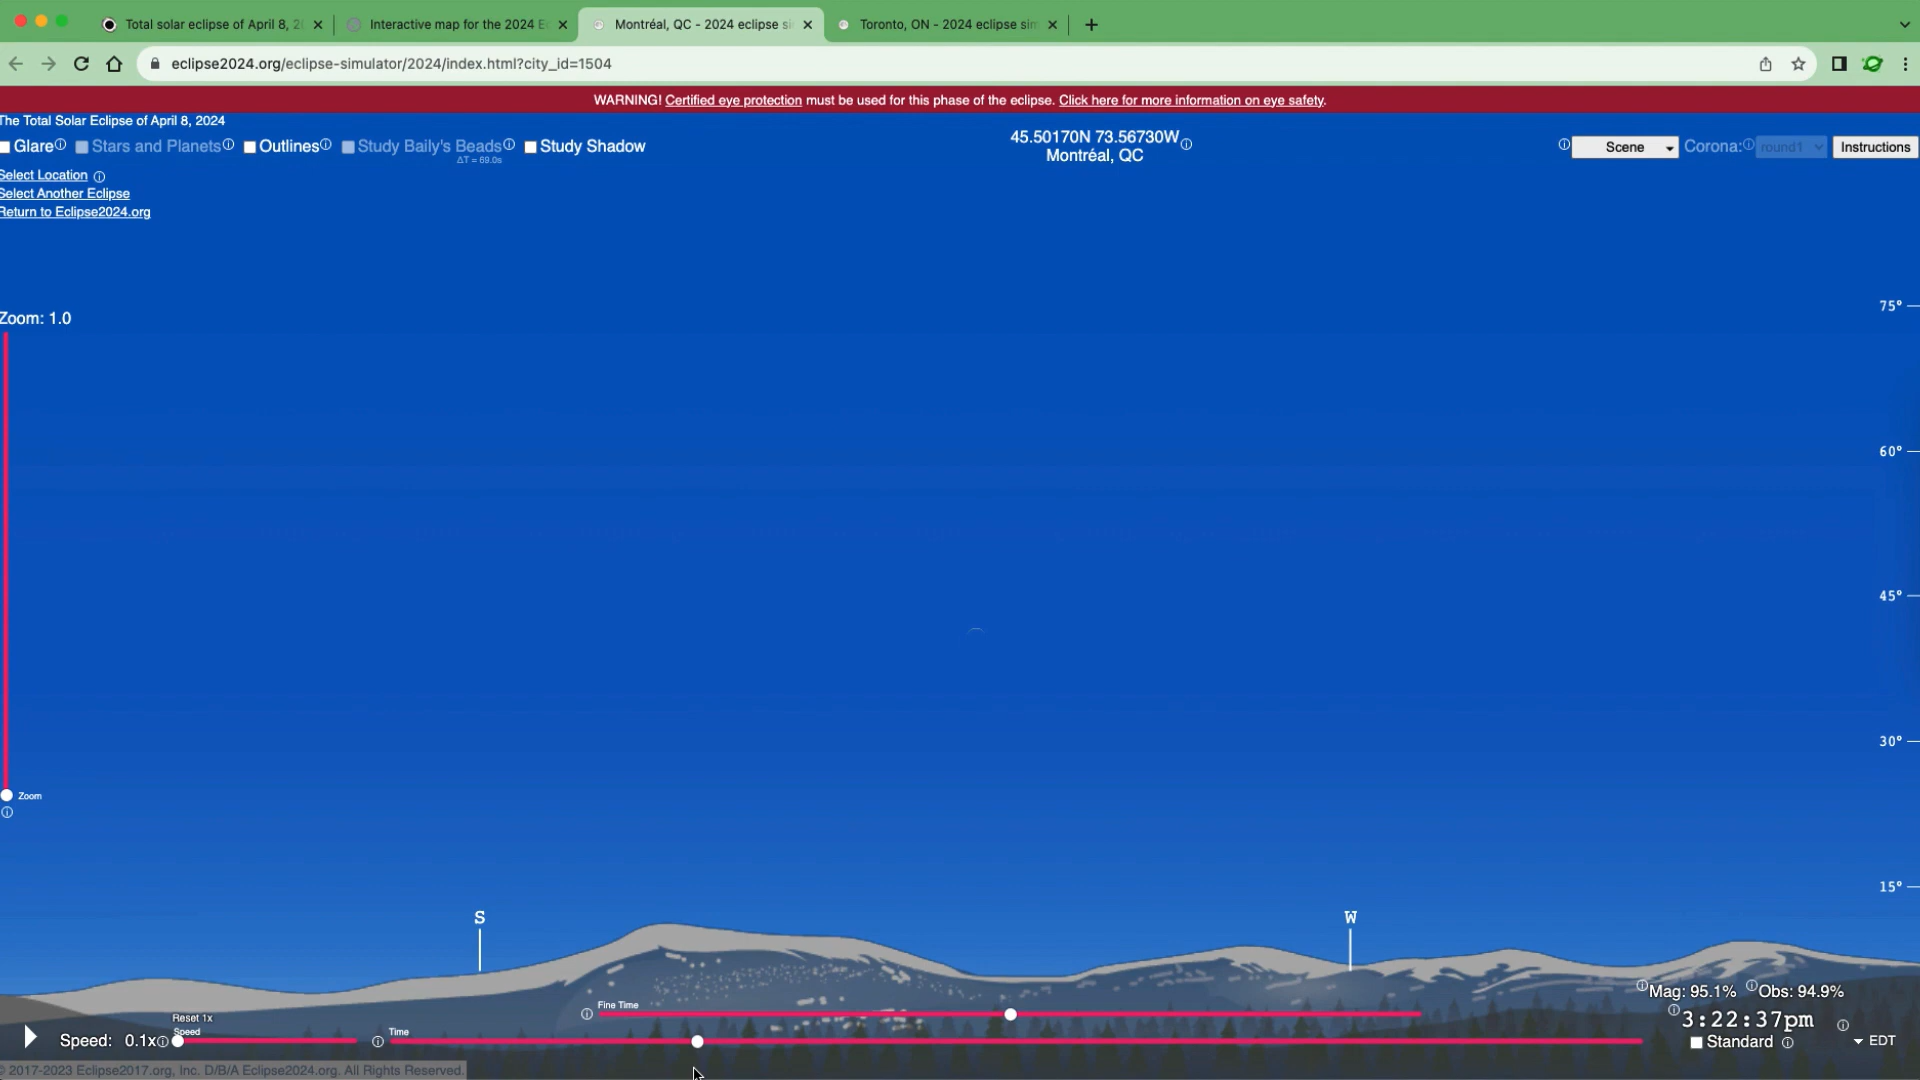 Total solar eclipse of April 8, 2
Interactive map for the 2024 E
Montréal, QC - 2024 eclipse si
Toronto, ON - 2024 eclipse sim
eclipse2024.org/eclipse-simulator/2024/index.html?city_id=1504
WARNING! Certified eye protection must be used for this phase of the eclipse. Click here for more information on eye safety.
The Total Solar Eclipse of April 8, 2024
Glare Stars and Planets Outlines Study Baily's Beads Study Shadow
ΔT = 69.0s
45.50170N 73.56730W
Montréal, QC
Scene Corona: round1 Instructions
Select Location
Select Another Eclipse
Return to Eclipse2024.org
75°
Zoom: 1.0
60°
45°
30°
Zoom
15°
S
W
Mag: 95.1% Obs: 94.9%
Fine Time
Reset 1x
3:22:37pm
Speed
Time
Speed: 0.1x
Standard
EDT
© 2017-2023 Eclipse2017.org, Inc. D/B/A Eclipse2024.org. All Rights Reserved.